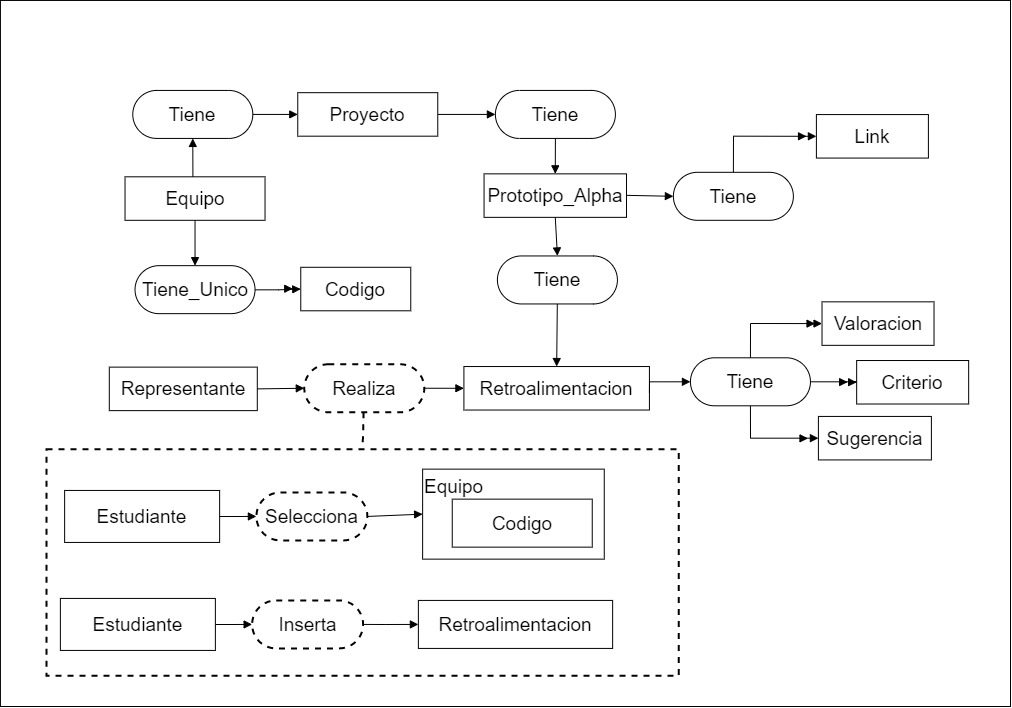 Tiene
Proyecto
Tiene
Link
Equipo
Prototipo_Alpha
Tiene
Tiene_Unico
Codigo
Tiene
Valoracion
Representante
Realiza
Retroalimentacion
Tiene
Criterio
Sugerencia
Estudiante
Selecciona
Equipo
Codigo
Estudiante
Inserta
Retroalimentacion